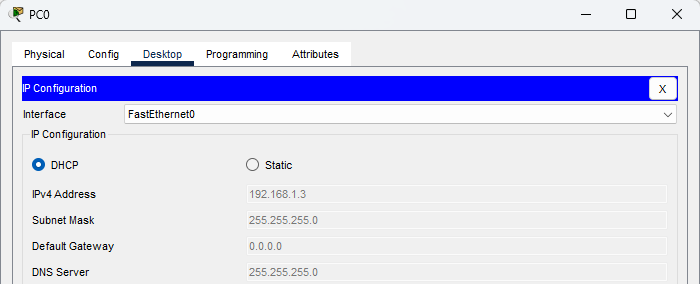 PC0
Physical Config Desktop Programming Attributes
IP Configuration X
Interface FastEthernet0
IP Configuration
DHCP Static
IPv4 Address 192.168.1.3
Subnet Mask 255.255.255.0
Default Gateway 0.0.0.0
DNS Server 255.255.255.0